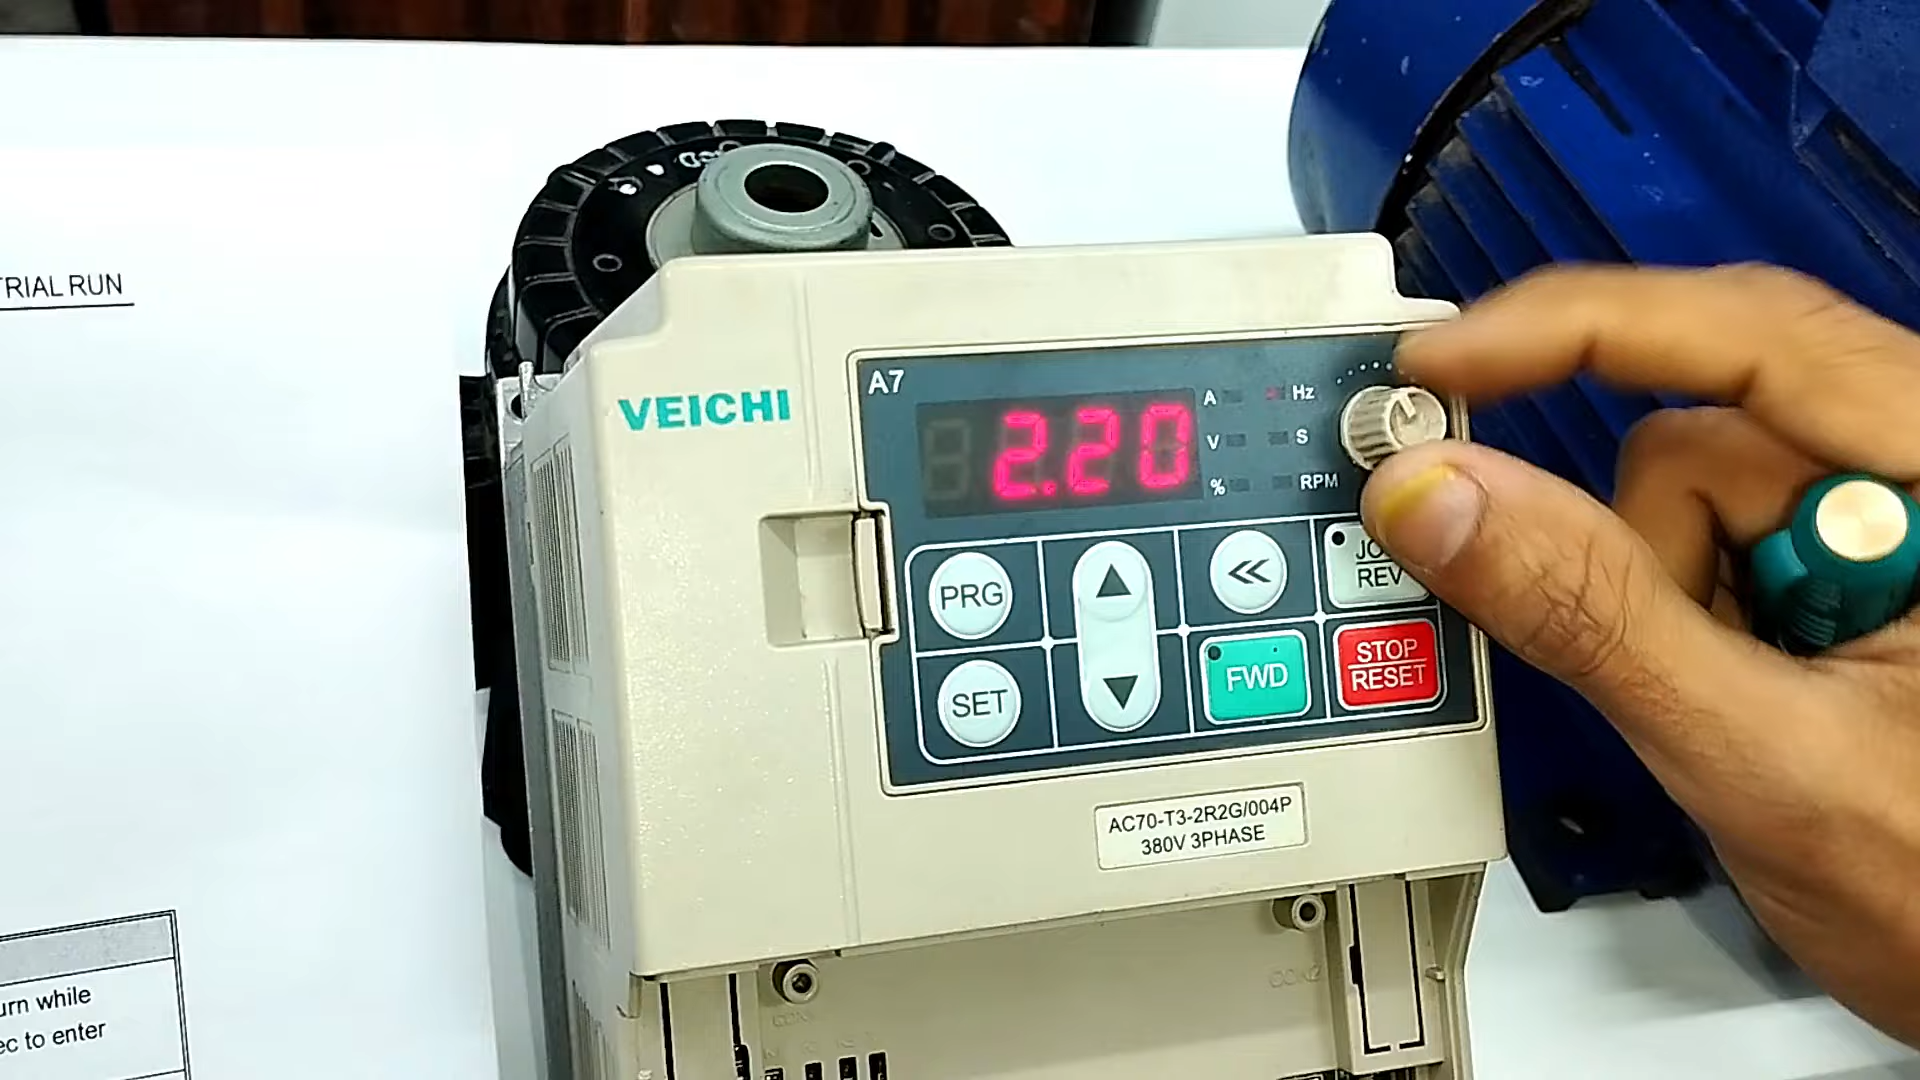 TRIAL RUN
VEICHI
A7
2.20
A
Hz
V
S
%
RPM
PRG
▲
<<
REV
SET
▼
FWD
STOP
RESET
AC70-T3-2R2G/004P
380V 3PHASE
urn while
ec to enter